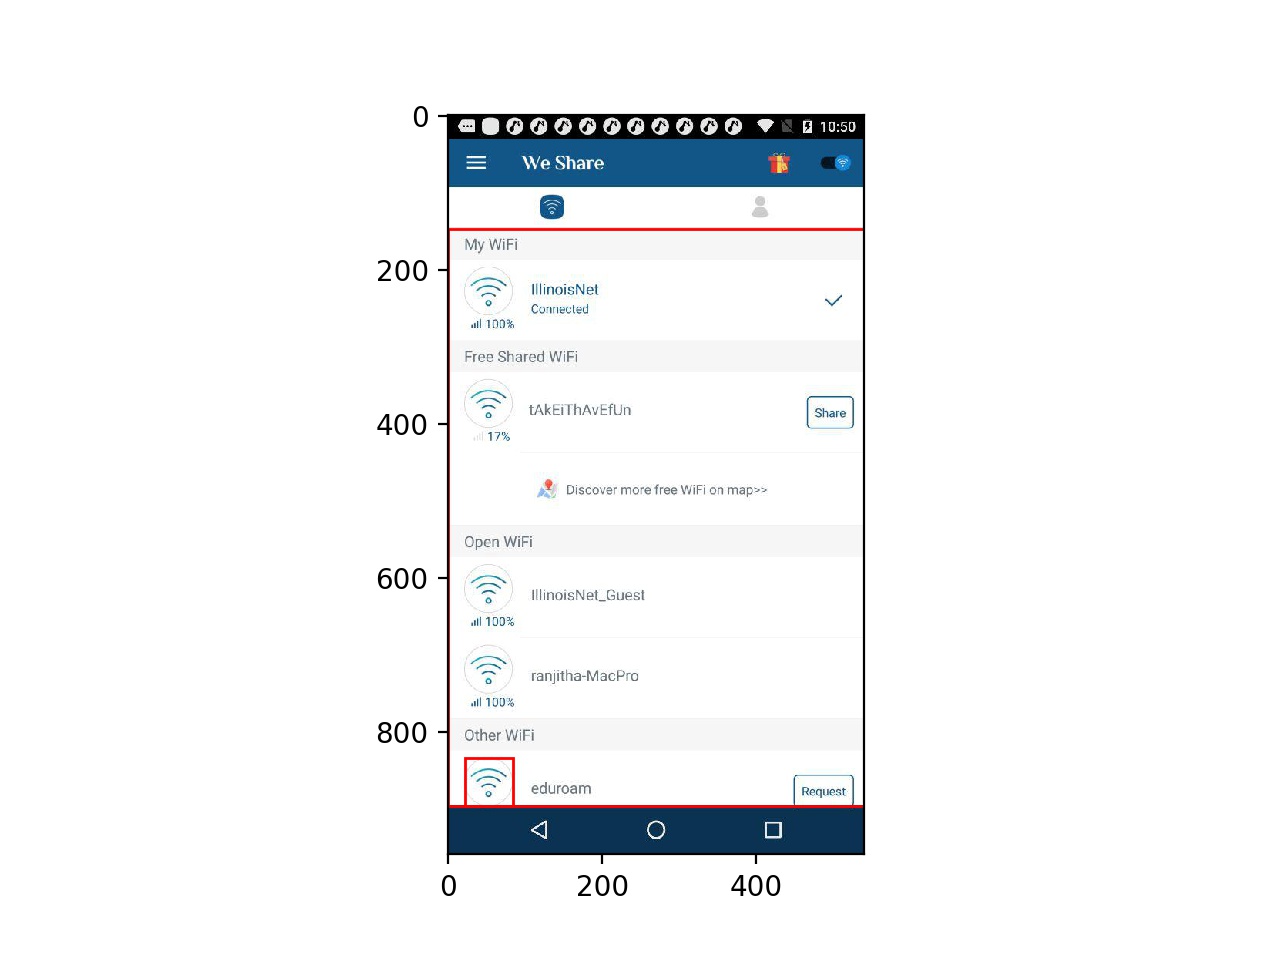 0
10:50
We Share
200
My WiFi
IllinoisNet
Connected
100%
Free Shared WiFi
400
tAkEiThAvEfUn
Share
17%
Discover more free WiFi on map>>
Open WiFi
600
IllinoisNet_Guest
100%
ranjitha-MacPro
100%
800
Other WiFi
eduroam
Request
0 200 400